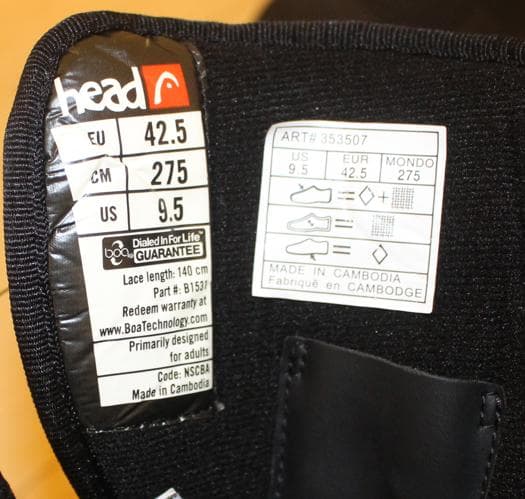 head
EU 42.5
CM 275
US 9.5
boa Dialed In For Life™
GUARANTEE
Lace length: 140 cm
Part #:
Redeem warranty at
www.BoaTechnology.com
Primarily designed
for adults
Code: NSCBA
Made in Cambodia
ART# 353507
US EUR MONDO
9.5 42.5 275
MADE IN CAMBODIA
Fabriqué en CAMBODGE